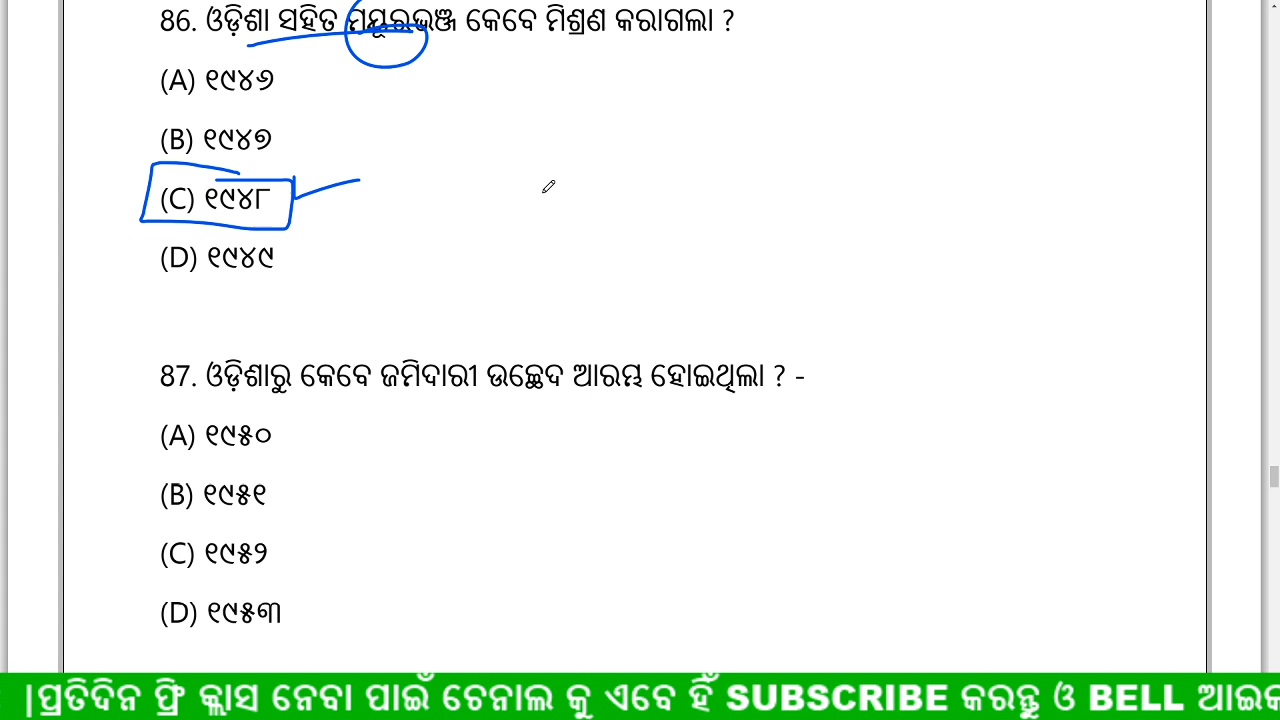 86. ଓଡ଼ିଶା ସହିତ ମୟୂରଭଞ୍ଜ କେବେ ମିଶ୍ରଣ କରାଗଲା ?
(A) ୧୯୪୬
(B) ୧୯୪୭
(C) ୧୯୪୮
(D) ୧୯୪୯
87. ଓଡ଼ିଶାରୁ କେବେ ଜମିଦାରୀ ଉଚ୍ଛେଦ ଆରମ୍ଭ ହୋଇଥିଲା ? -
(A) ୧୯୫୦
(B) ୧୯୫୧
(C) ୧୯୫୨
(D) ୧୯୫୩
|ପ୍ରତିଦିନ ଫ୍ରି କ୍ଲାସ ନେବା ପାଇଁ ଚେନାଲ କୁ ଏବେ ହିଁ SUBSCRIBE କରନ୍ତୁ ଓ BELL